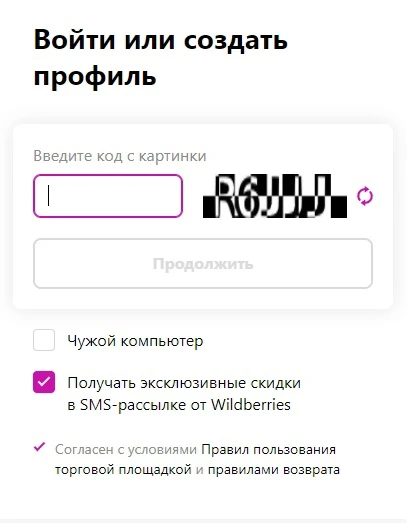 Войти или создать
профиль
Введите код с картинки
Продолжить
Чужой компьютер
Получать эксклюзивные скидки
в SMS-рассылке от Wildberries
Согласен с условиями Правил пользования
торговой площадкой и правилами возврата